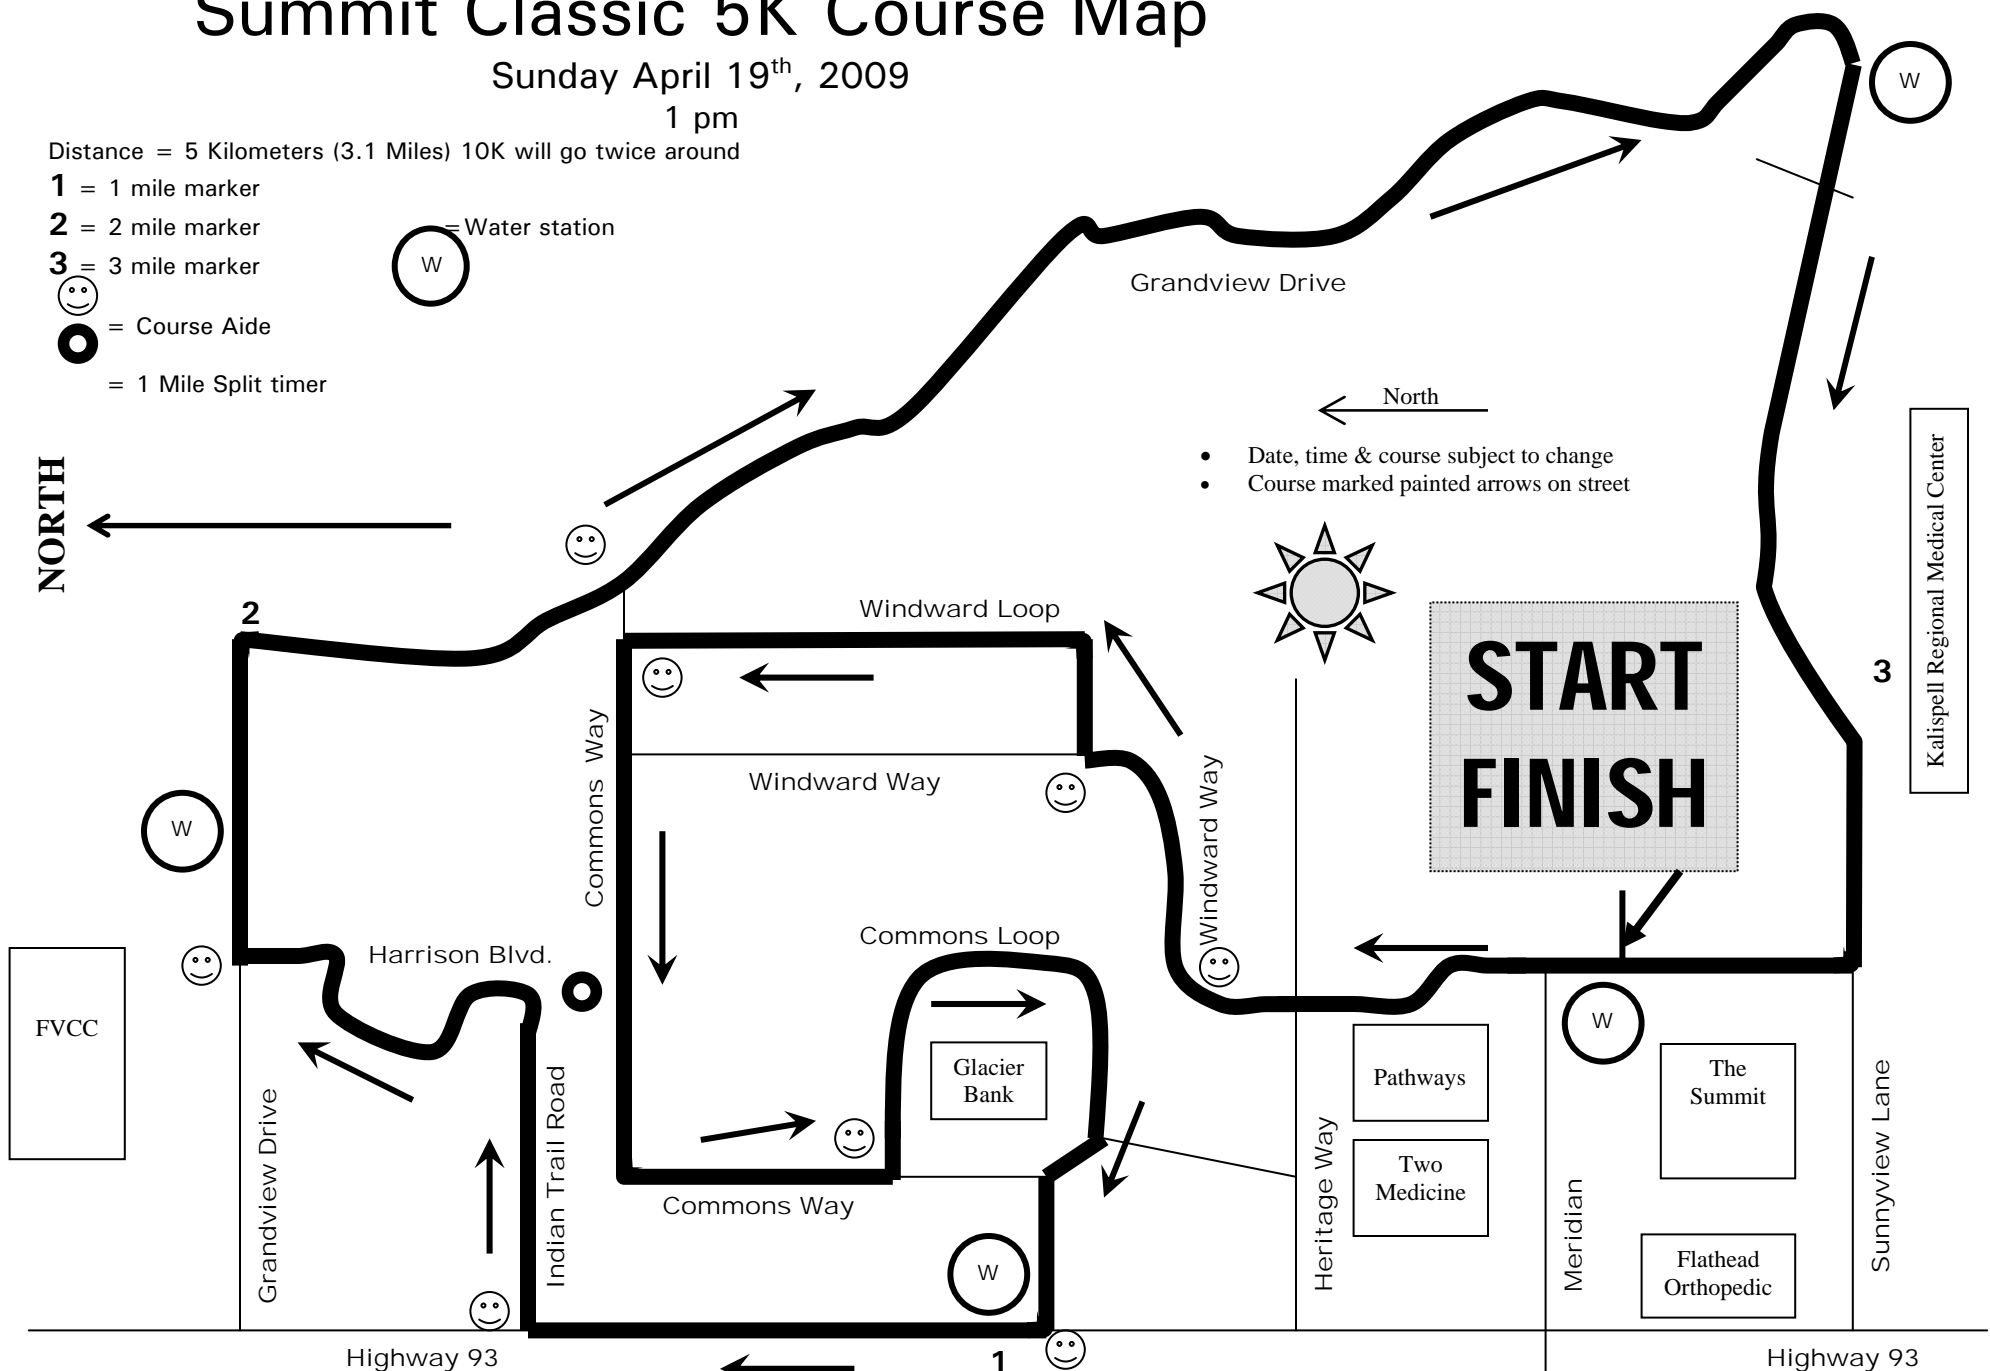 Summit Classic 5K Course Map
Sunday April 19th, 2009
1 pm
Distance = 5 Kilometers (3.1 Miles) 10K will go twice around
1 = 1 mile marker
2 = 2 mile marker
3 = 3 mile marker
W
=Water station
= Course Aide
= 1 Mile Split timer
W
Grandview Drive
North
• Date, time & course subject to change
• Course marked painted arrows on street
NORTH
Kalispell Regional Medical Center
2
Windward Loop
START
FINISH
3
Commons Way
Windward Way
Windward Way
W
Harrison Blvd.
Commons Loop
FVCC
Glacier
Bank
W
Pathways
The
Summit
Two
Medicine
Grandview Drive
Indian Trail Road
Commons Way
W
Heritage Way
Meridian
Flathead
Orthopedic
Sunnyview Lane
Highway 93
1
Highway 93